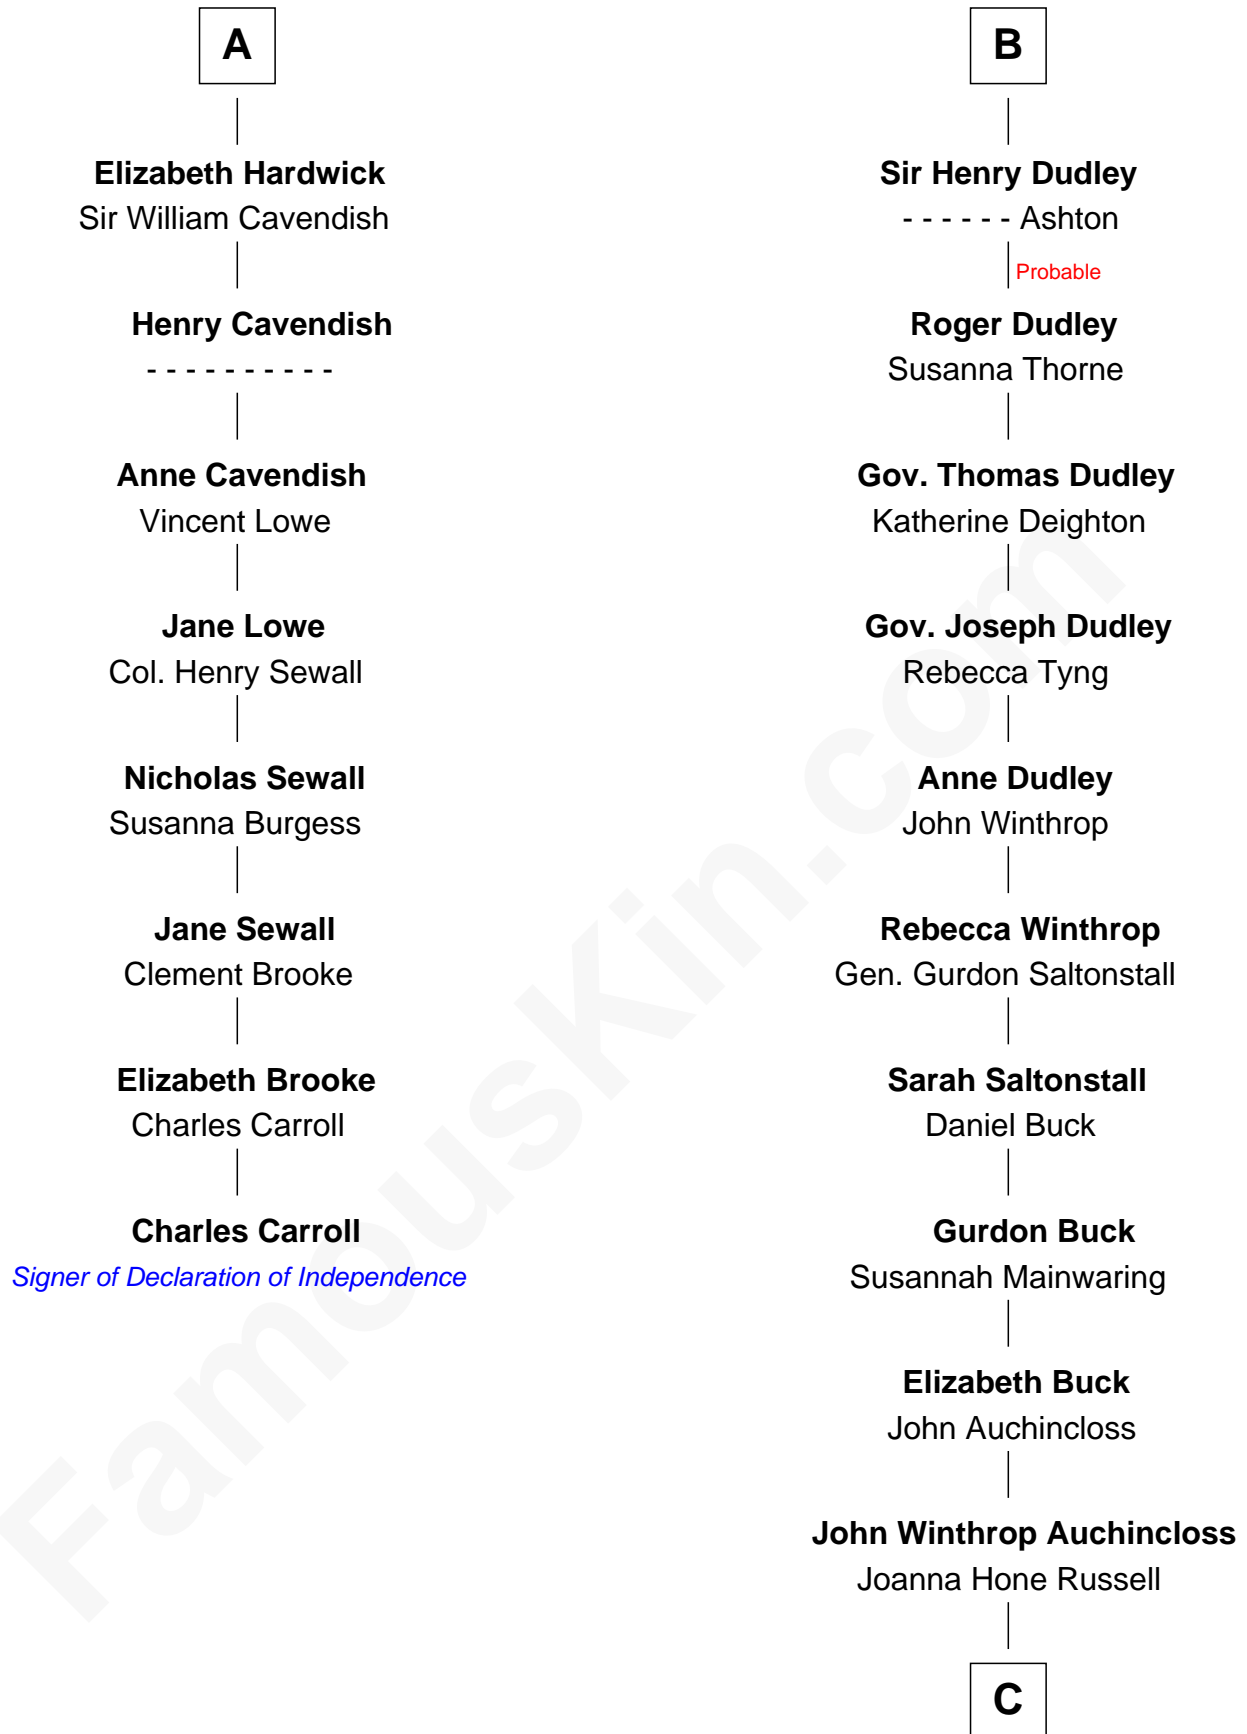 A
Elizabeth Hardwick
Sir William Cavendish
Henry Cavendish
- - - - - - - - - -
Anne Cavendish
Vincent Lowe
Jane Lowe
Col. Henry Sewall
Nicholas Sewall
Susanna Burgess
Jane Sewall
Clement Brooke
Elizabeth Brooke
Charles Carroll
Charles Carroll
Signer of Declaration of Independence
B
Sir Henry Dudley
- - - - - - Ashton
Probable
Roger Dudley
Susanna Thorne
Gov. Thomas Dudley
Katherine Deighton
Gov. Joseph Dudley
Rebecca Tyng
Anne Dudley
John Winthrop
Rebecca Winthrop
Gen. Gurdon Saltonstall
Sarah Saltonstall
Daniel Buck
Gurdon Buck
Susannah Mainwaring
Elizabeth Buck
John Auchincloss
John Winthrop Auchincloss
Joanna Hone Russell
C
FamousKin.com